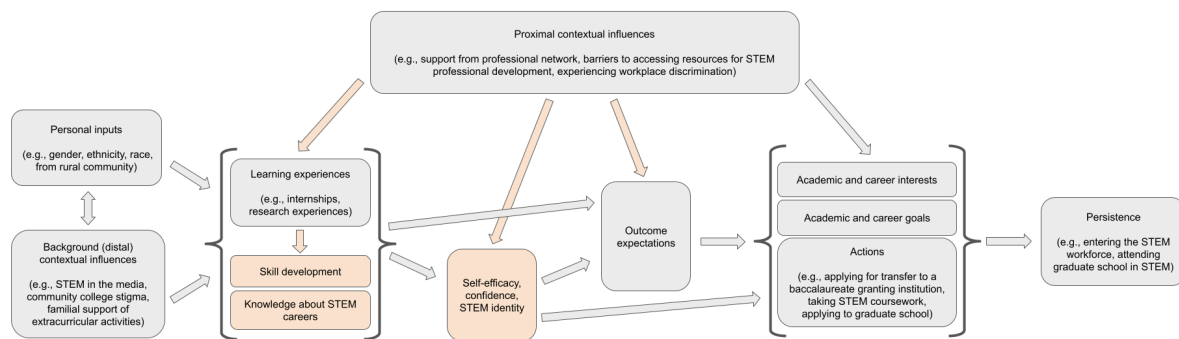 Proximal contextual influences
(e.g., support from professional network, barriers to accessing resources for STEM
professional development, experiencing workplace discrimination)
Personal inputs
(e.g., gender, ethnicity, race,
from rural community)
Background (distal)
contextual influences
(e.g., STEM in the media,
community college stigma,
familial support of
extracurricular activities)
Learning experiences
(e.g., internships,
research experiences)
Skill development
Knowledge about STEM
careers
Self-efficacy,
confidence,
STEM identity
Outcome
expectations
Academic and career interests
Academic and career goals
Actions
(e.g., applying for transfer to a
baccalaureate granting institution,
taking STEM coursework,
applying to graduate school)
Persistence
(e.g., entering the STEM
workforce, attending
graduate school in STEM)